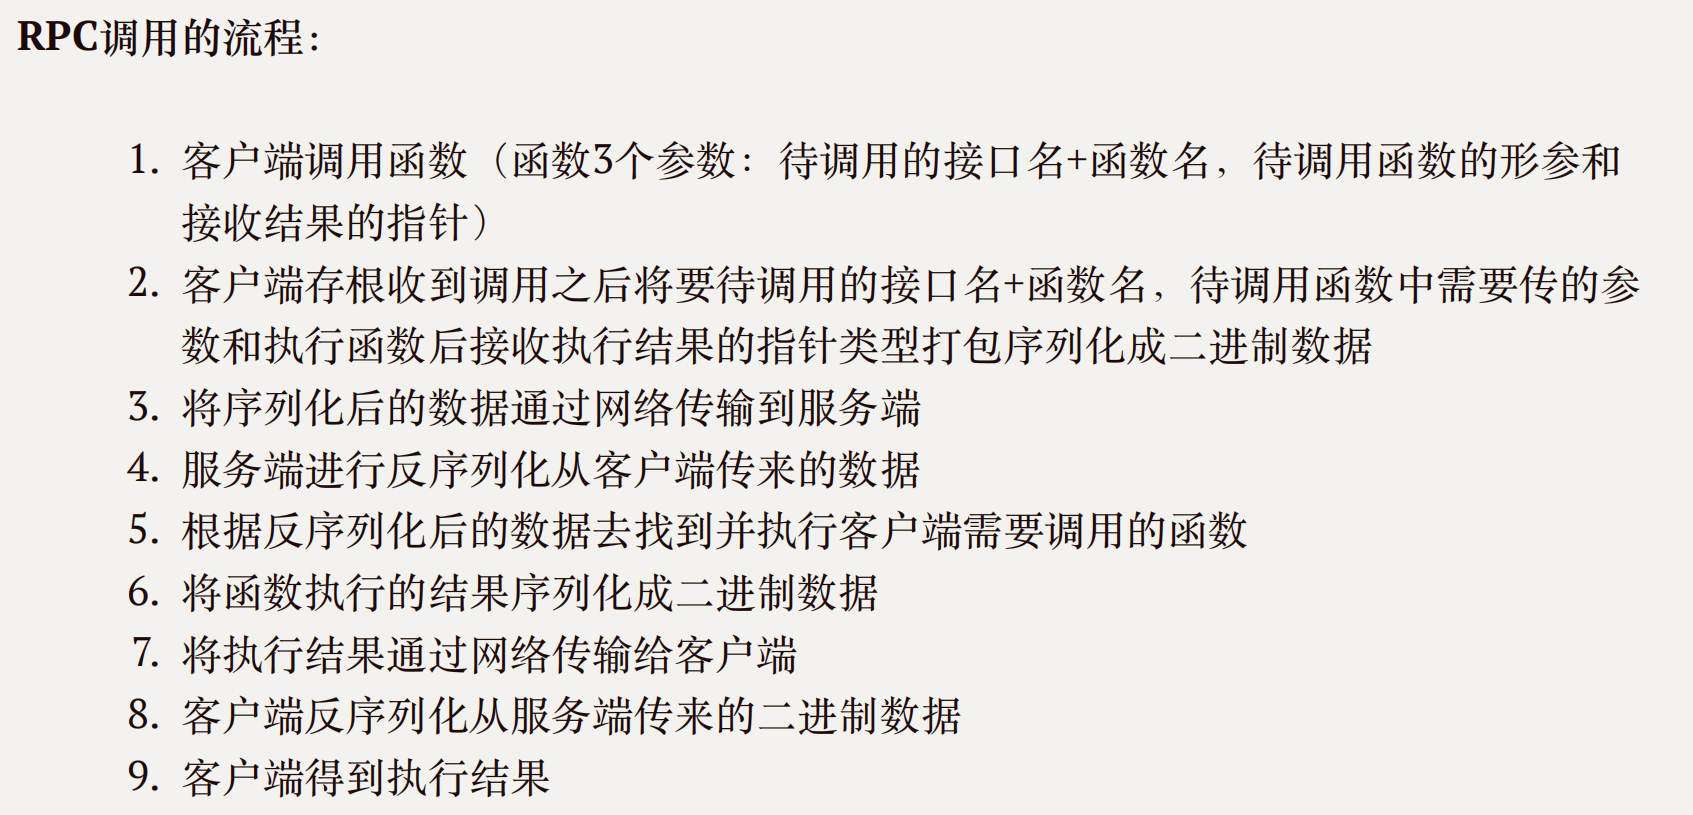 RPC调用的流程：
1. 客户端调用函数（函数3个参数：待调用的接口名+函数名，待调用函数的形参和
接收结果的指针）
2. 客户端存根收到调用之后将要待调用的接口名+函数名，待调用函数中需要传的参
数和执行函数后接收执行结果的指针类型打包序列化成二进制数据
3. 将序列化后的数据通过网络传输到服务端
4. 服务端进行反序列化从客户端传来的数据
5. 根据反序列化后的数据去找到并执行客户端需要调用的函数
6. 将函数执行的结果序列化成二进制数据
7. 将执行结果通过网络传输给客户端
8. 客户端反序列化从服务端传来的二进制数据
9. 客户端得到执行结果